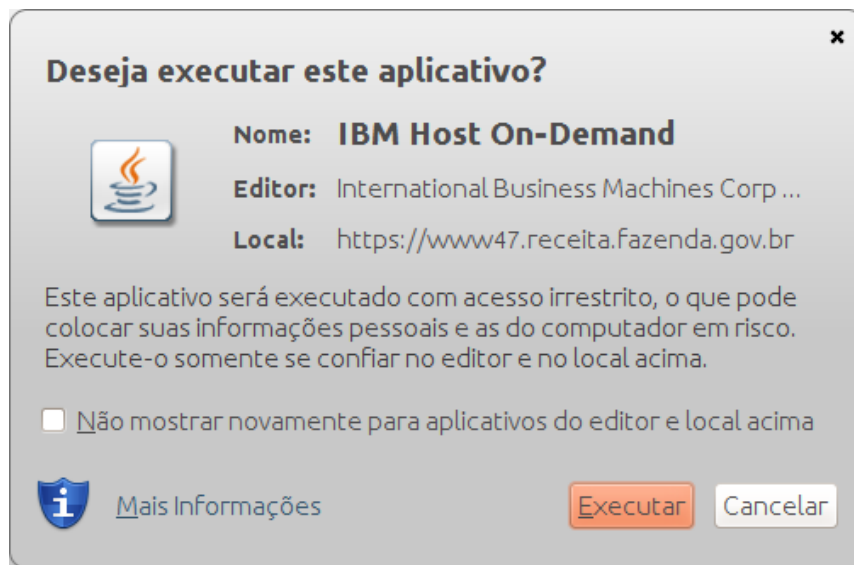 Deseja executar este aplicativo?
Nome: IBM Host On-Demand
Editor: International Business Machines Corp ...
Local: https://www47.receita.fazenda.gov.br
Este aplicativo será executado com acesso irrestrito, o que pode
colocar suas informações pessoais e as do computador em risco.
Execute-o somente se confiar no editor e no local acima.
Não mostrar novamente para aplicativos do editor e local acima
Mais Informações
Executar
Cancelar